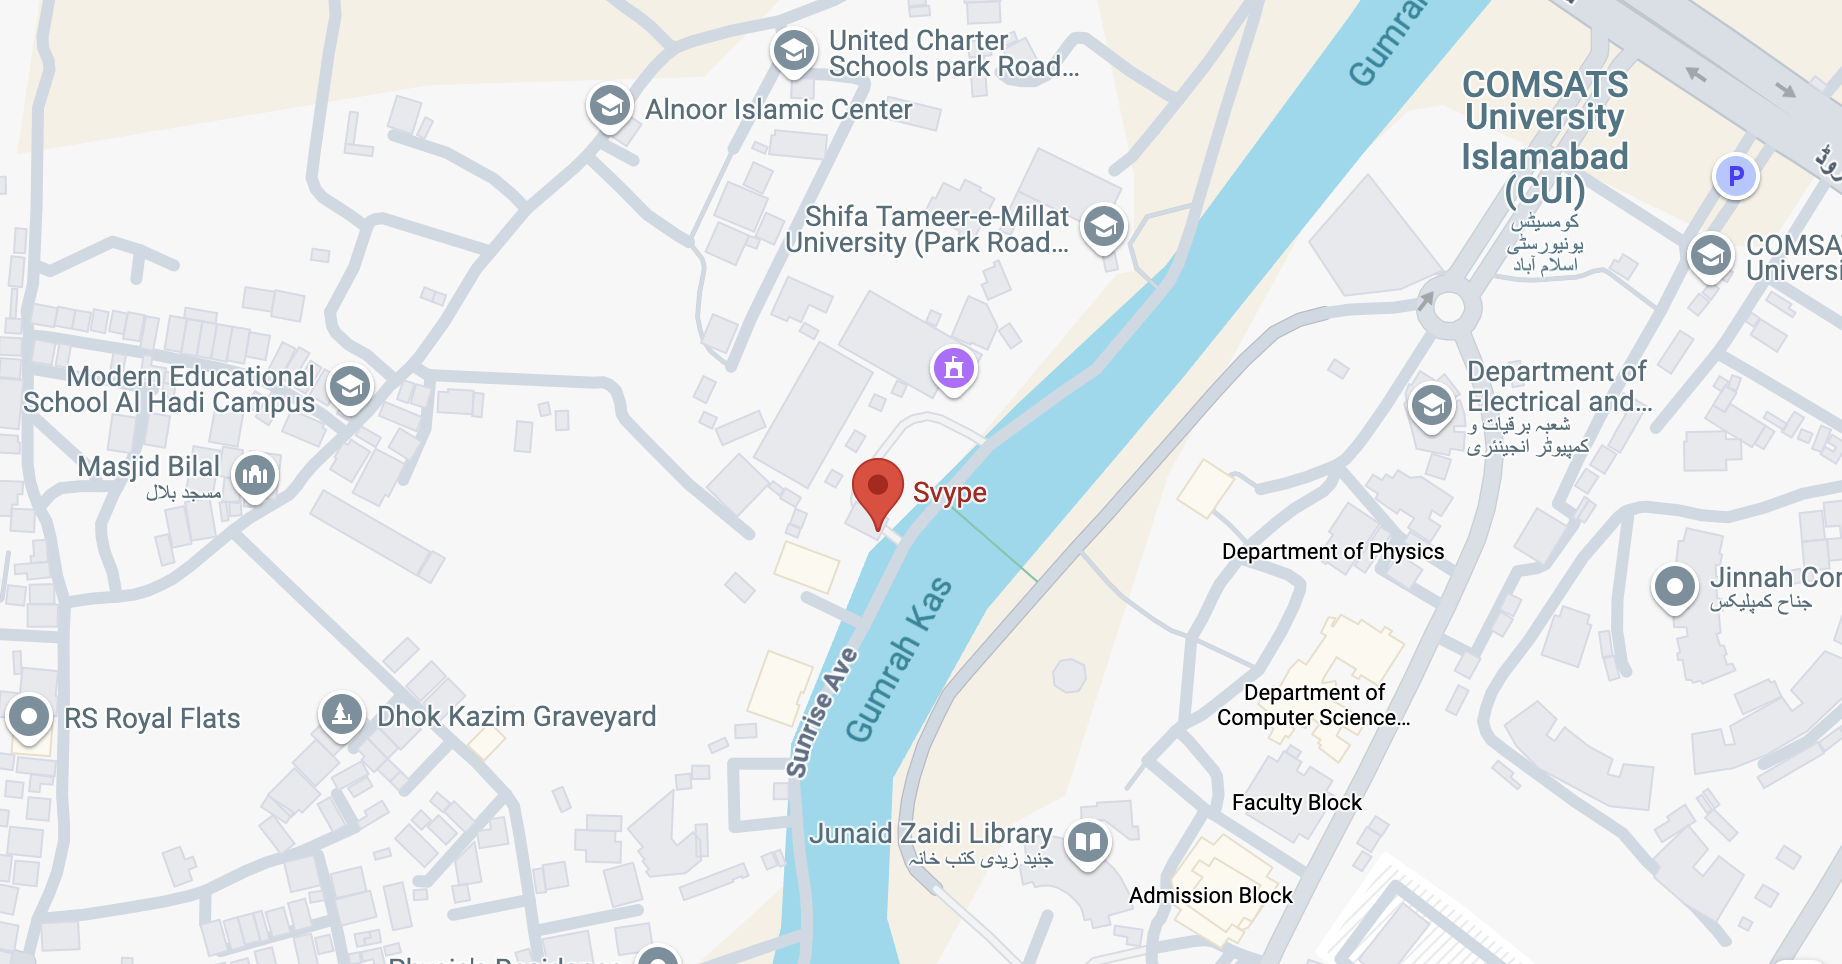 United Charter
Schools park Road...
Alnoor Islamic Center
COMSATS
University
Islamabad
(CUI)
کومسیٹس
یونیورسٹی
اسلام آباد
P
روڈ
Shifa Tameer-e-Millat
University (Park Road...
COMSA
Universi
Modern Educational
School Al Hadi Campus
Department of
Electrical and...
شعبہ برقیات و
کمپیوٹر انجینئری
Masjid Bilal
مسجد بلال
Svype
Department of Physics
Jinnah Co
جناح کمپلیکس
Gumrah Kas
Sunrise Ave
RS Royal Flats
Dhok Kazim Graveyard
Department of
Computer Science...
Faculty Block
Junaid Zaidi Library
جنید زیدی کتب خانہ
Admission Block